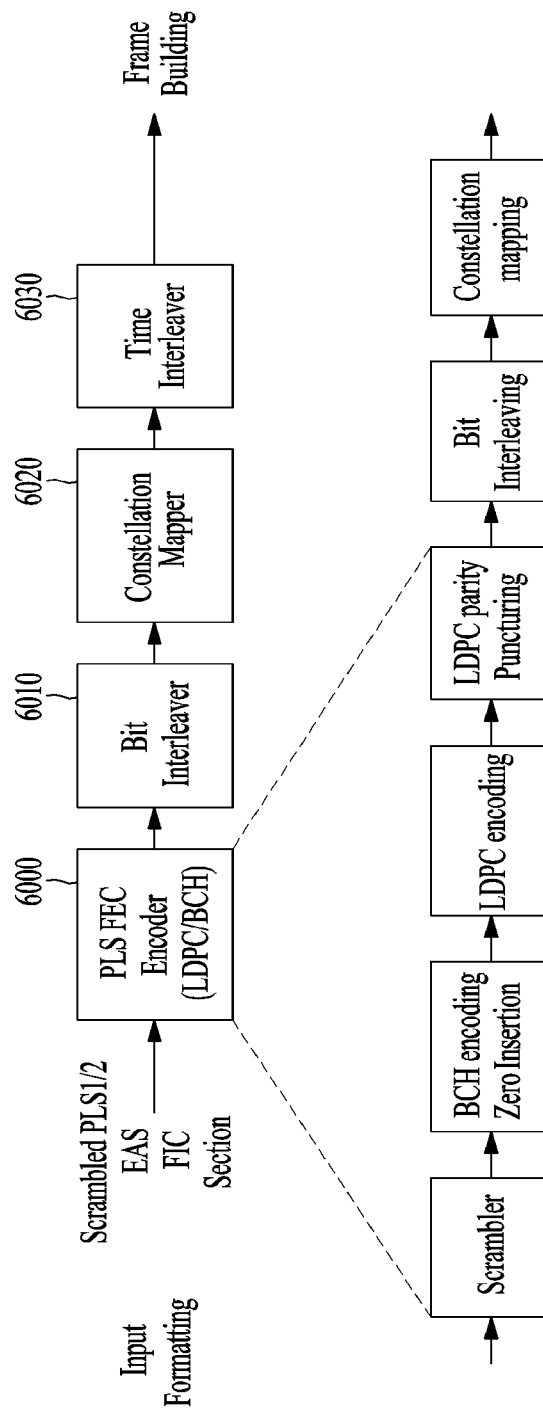 Input
Formatting
Scrambled PLS1/2
EAS
FIC
Section
6000
PLS FEC
Encoder
(LDPC/BCH)
6010
Bit
Interleaver
6020
Constellation
Mapper
6030
Time
Interleaver
Frame
Building
Scrambler
BCH encoding
Zero Insertion
LDPC encoding
LDPC parity
Puncturing
Bit
Interleaving
Constellation
mapping